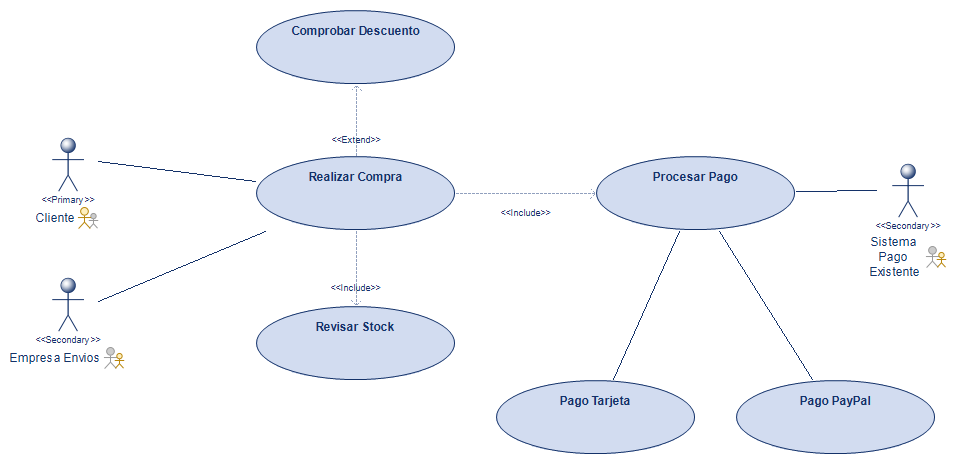 Comprobar Descuento
<<Extend>>
Realizar Compra
Procesar Pago
<<Primary>>
Cliente
<<Include>>
<<Secondary>>
Sistema
Pago
Existente
<<Include>>
Revisar Stock
<<Secondary>>
Empresa Envios
Pago Tarjeta
Pago PayPal